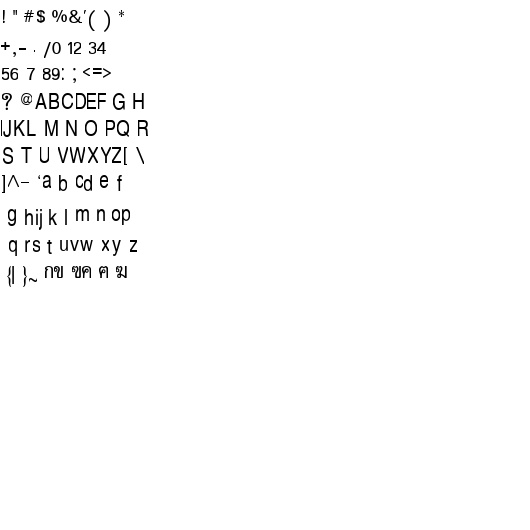 ! " #$ %&'( ) *
+,- . /0 12 34
56 7 89: ; <=>
? @ABCDEF G H
IJKL M N O PQ R
S T U VWXYZ[ \
]^- ‘a b cd e f
g hij k l m n op
q rs t uvw xy z
{| }~ กข ฃค ฅ ฆ